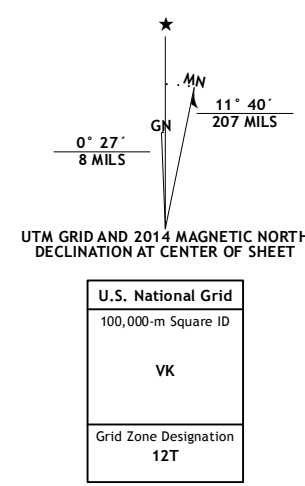 ★
MN
GN
11° 40´
207 MILS
0° 27´
8 MILS
UTM GRID AND 2014 MAGNETIC NORTH
DECLINATION AT CENTER OF SHEET
U.S. National Grid
100,000-m Square ID
VK
Grid Zone Designation
12T